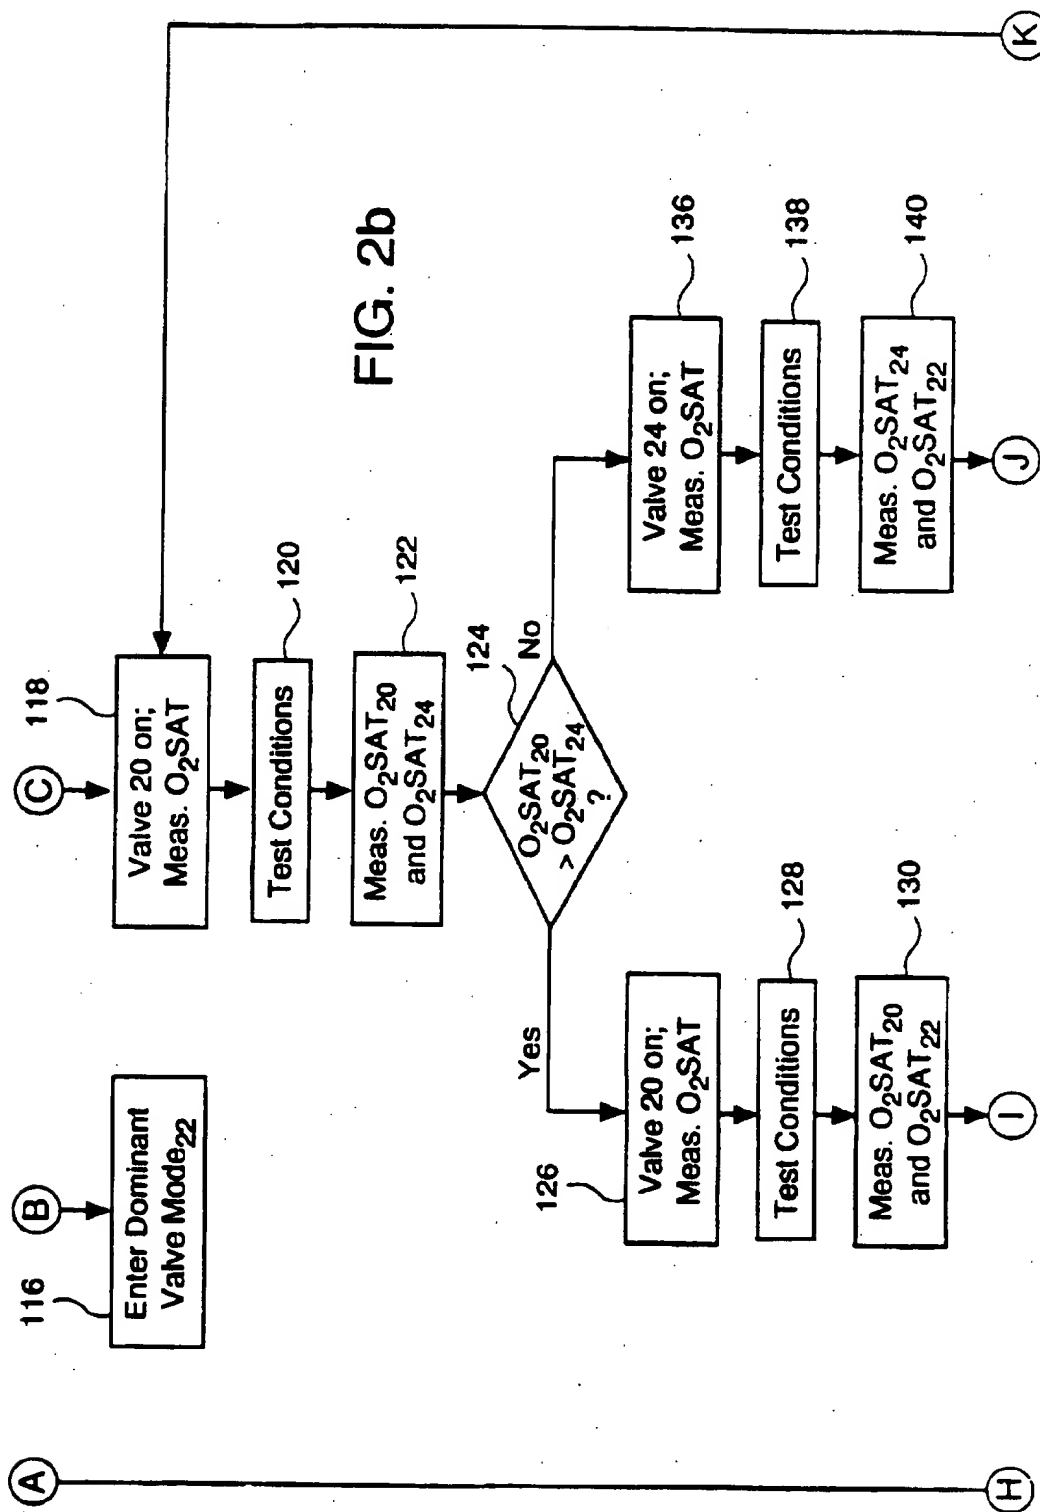 A
B
C
116
Enter Dominant
Valve Mode22
118
Valve 20 on;
Meas. O2SAT
120
Test Conditions
122
Meas. O2SAT20
and O2SAT24
FIG. 2b
124
O2SAT20
> O2SAT24
?
Yes
No
126
Valve 20 on;
Meas. O2SAT
128
Test Conditions
130
Meas. O2SAT20
and O2SAT22
136
Valve 24 on;
Meas. O2SAT
138
Test Conditions
140
Meas. O2SAT24
and O2SAT22
H
I
J
K